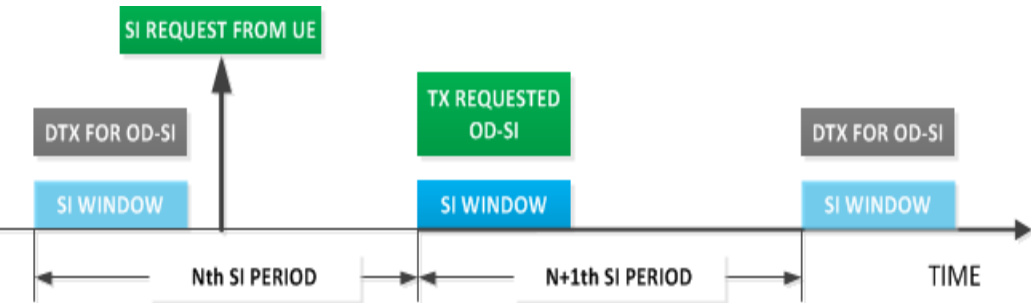 SI REQUEST FROM UE
TX REQUESTED
OD-SI
DTX FOR OD-SI
DTX FOR OD-SI
SI WINDOW
SI WINDOW
SI WINDOW
Nth SI PERIOD
N+1th SI PERIOD
TIME